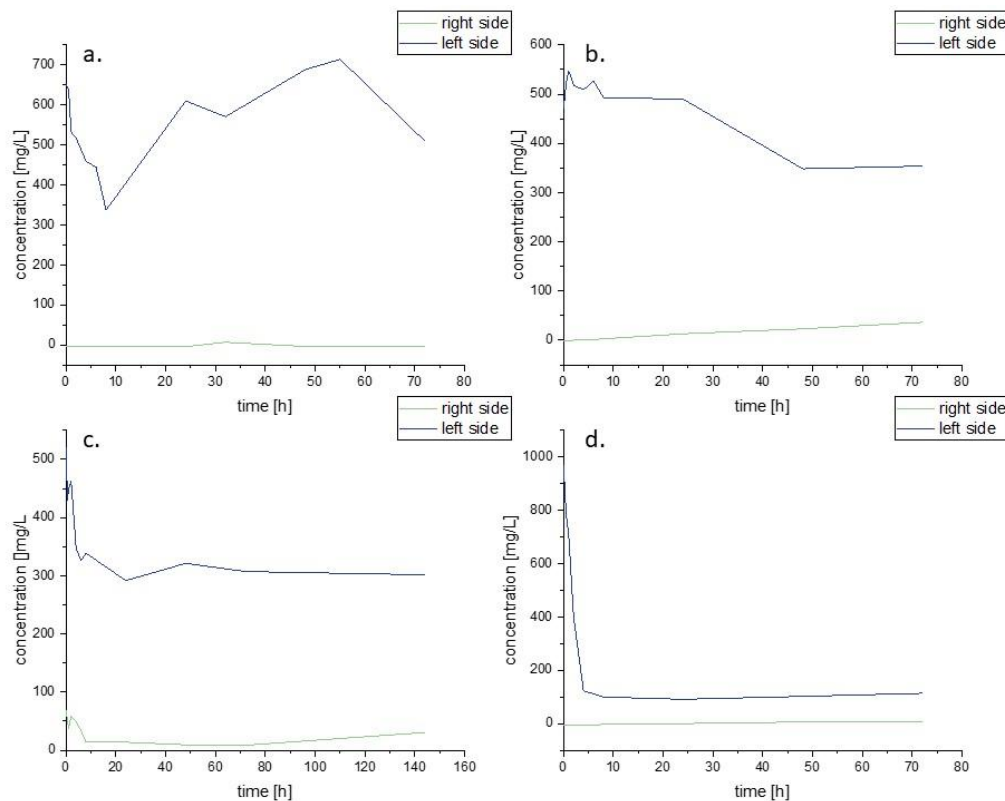 right side
left side
a.
700
600
500
400
300
200
100
0
concentration [mg/L]
0 10 20 30 40 50 60 70 80
time [h]
right side
left side
b.
600
500
400
300
200
100
0
concentration [mg/L]
0 10 20 30 40 50 60 70 80
time [h]
right side
left side
c.
500
400
300
200
100
0
concentration []mg/L
0 20 40 60 80 100 120 140 160
time [h]
right side
left side
d.
1000
800
600
400
200
0
concentration [mg/L]
0 10 20 30 40 50 60 70 80
time [h]